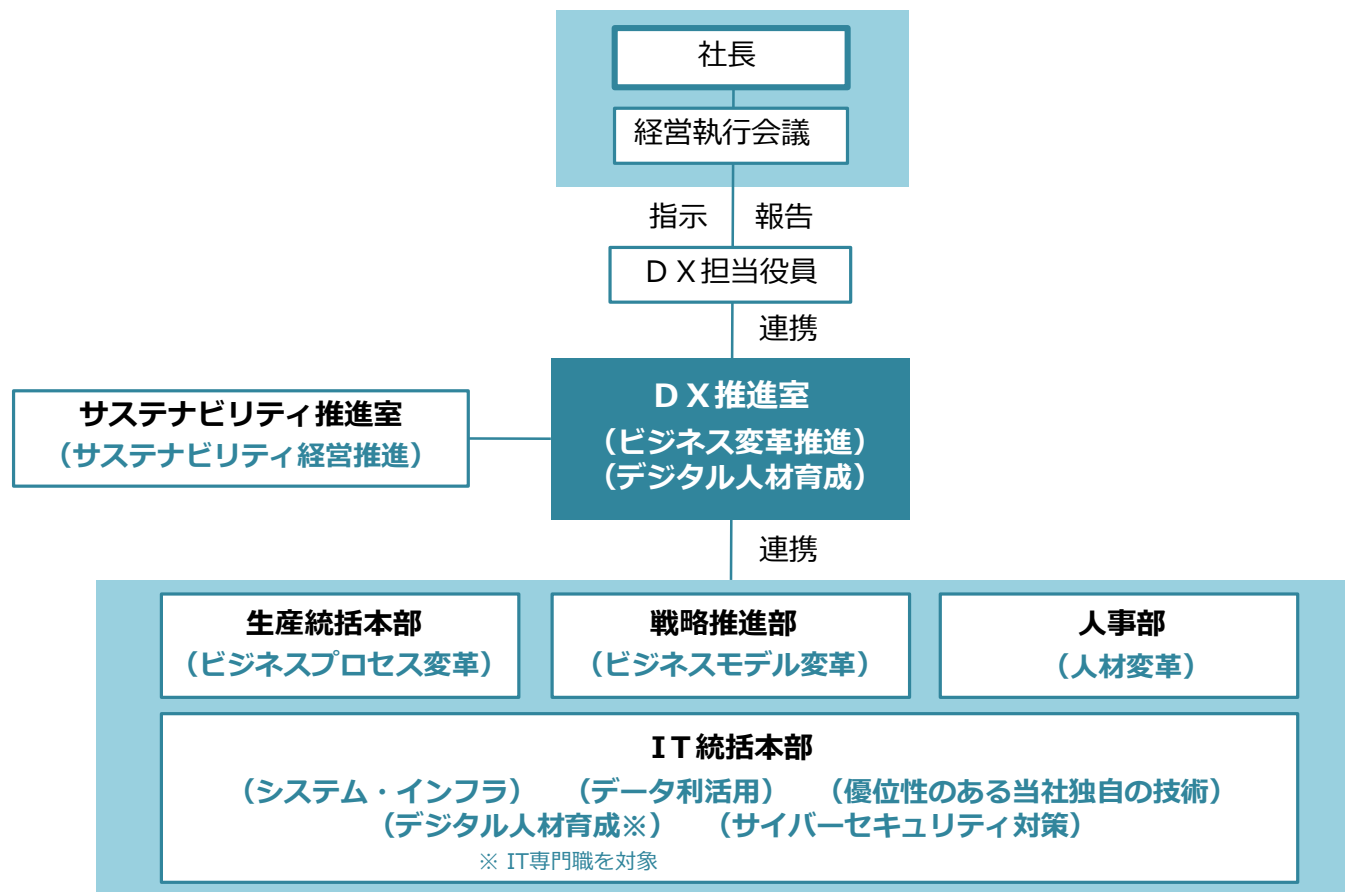 社長
経営執行会議
指示 報告
ＤＸ担当役員
連携
ＤＸ推進室
（ビジネス変革推進）
（デジタル人材育成）
サステナビリティ推進室
（サステナビリティ経営推進）
連携
生産統括本部
（ビジネスプロセス変革）
戦略推進部
（ビジネスモデル変革）
人事部
（人材変革）
ＩＴ統括本部
（システム・インフラ） （データ利活用） （優位性のある当社独自の技術）
（デジタル人材育成※） （サイバーセキュリティ対策）
※ IT専門職を対象